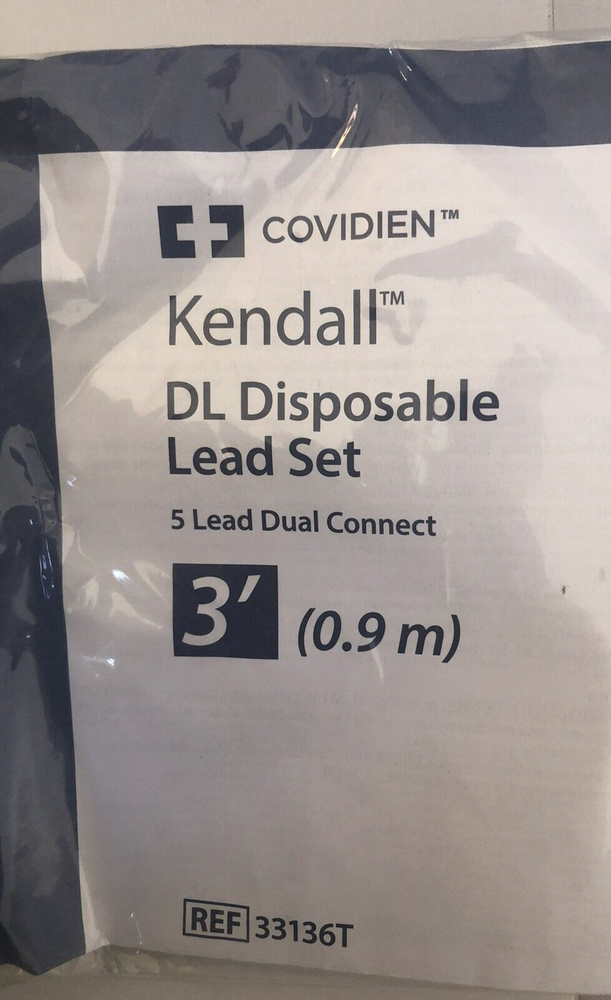 COVIDIEN™
Kendall™
DL Disposable
Lead Set
5 Lead Dual Connect
3′ (0.9 m)
REF 33136T